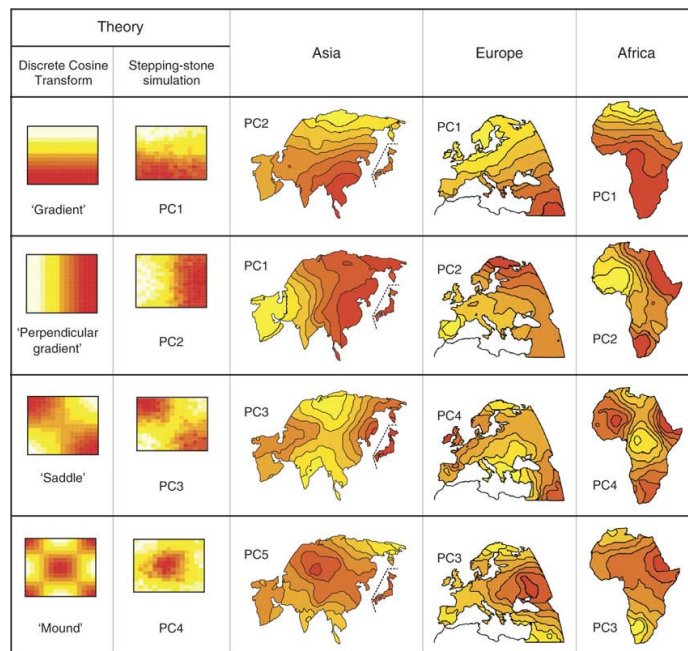 Theory
Asia
Europe
Africa
Discrete Cosine
Transform
Stepping-stone
simulation
'Gradient'
PC1
PC2
PC1
PC1
'Perpendicular
gradient'
PC2
PC1
PC2
PC2
'Saddle'
PC3
PC3
PC4
PC4
'Mound'
PC4
PC5
PC3
PC3